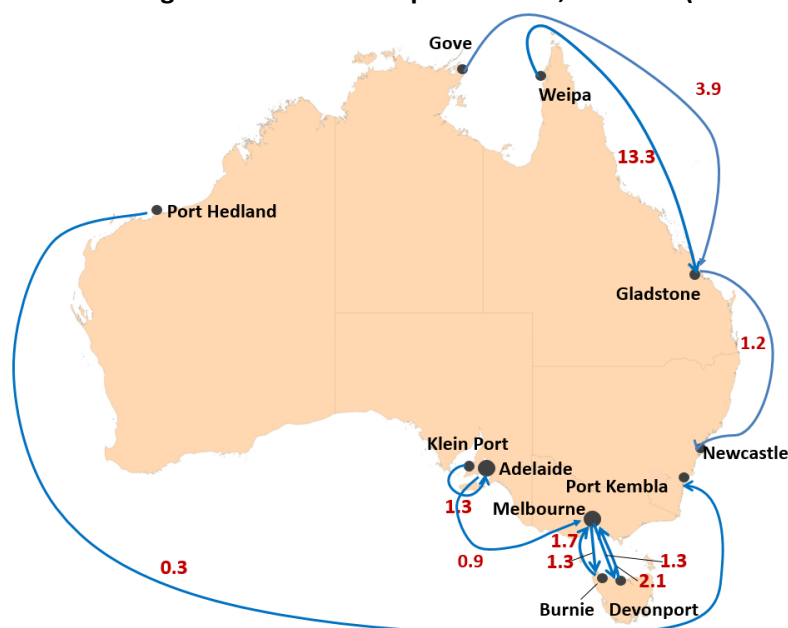 Gove
Weipa
3.9
13.3
Port Hedland
Gladstone
1.2
Klein Port
Newcastle
Adelaide
Port Kembla
Melbourne
1.3
1.7
0.9
1.3
1.3
0.3
2.1
Burnie
Devonport